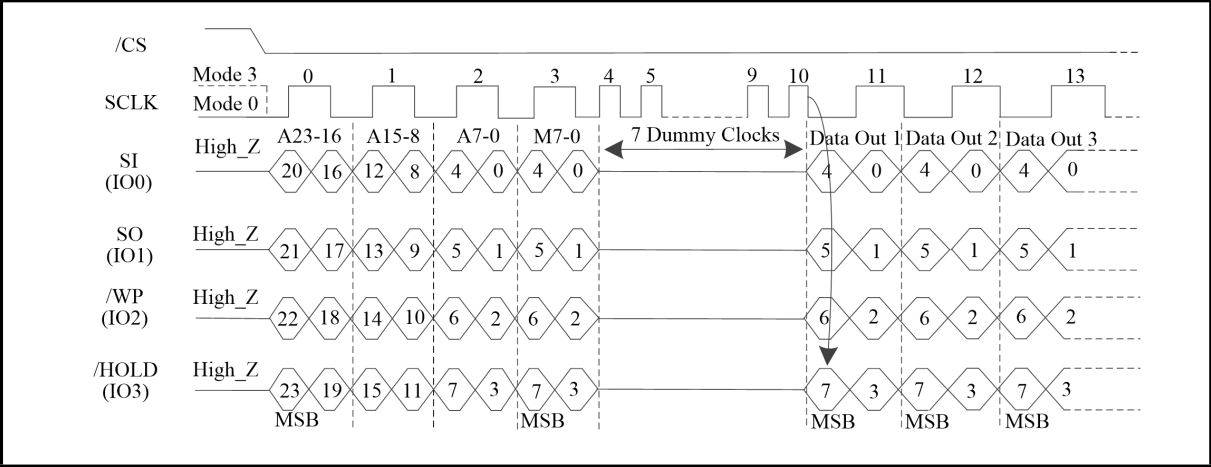 /CS
Mode 3 0 1 2 3 4 5 9 10 11 12 13
SCLK Mode 0
A23-16 A15-8 A7-0 M7-0 7 Dummy Clocks Data Out 1 Data Out 2 Data Out 3
SI High_Z
(IO0) 20 16 12 8 4 0 4 0 4 0 4 0 4 0
SO High_Z
(IO1) 21 17 13 9 5 1 5 1 5 1 5 1 5 1
/WP High_Z
(IO2) 22 18 14 10 6 2 6 2 6 2 6 2 6 2
/HOLD High_Z
(IO3) 23 19 15 11 7 3 7 3 7 3 7 3 7 3
MSB MSB MSB MSB MSB